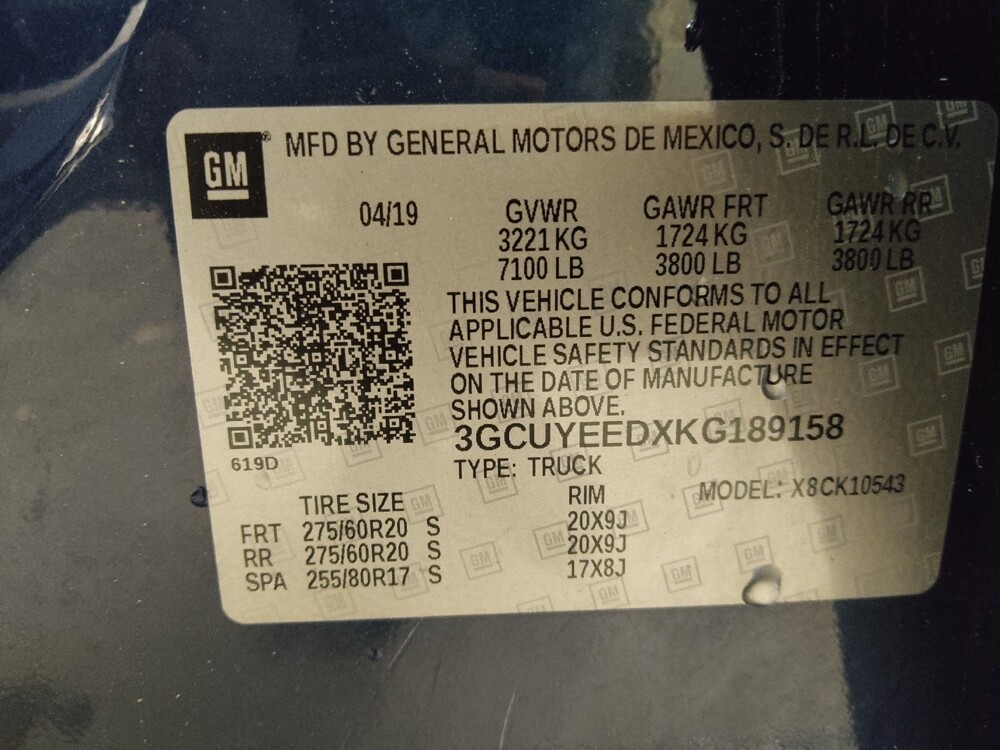 GM® MFD BY GENERAL MOTORS DE MEXICO, S. DE R.L. DE C.V.
04/19 GVWR GAWR FRT GAWR RR
3221 KG 1724 KG 1724 KG
7100 LB 3800 LB 3800 LB
THIS VEHICLE CONFORMS TO ALL
APPLICABLE U.S. FEDERAL MOTOR
VEHICLE SAFETY STANDARDS IN EFFECT
ON THE DATE OF MANUFACTURE
SHOWN ABOVE.
3GCUYEEDXKG189158
619D
TYPE: TRUCK
TIRE SIZE RIM MODEL: X8CK10543
FRT 275/60R20 S 20X9J
RR 275/60R20 S 20X9J
SPA 255/80R17 S 17X8J